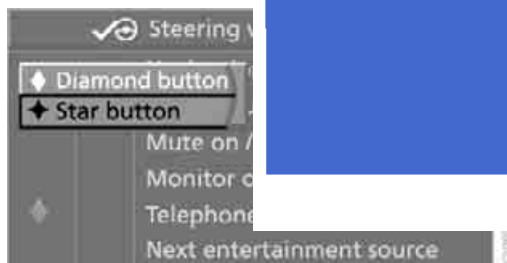 Steering
Diamond button
Star button
Mute on /
Monitor
Telephone
Next entertainment source